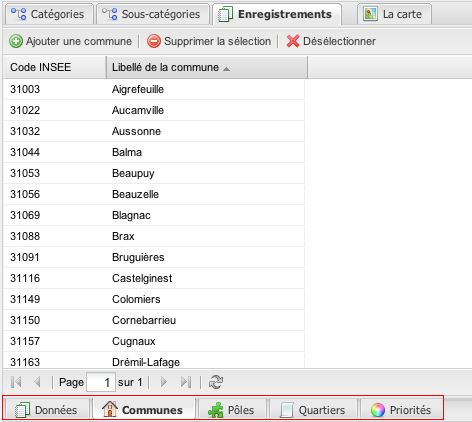 Catégories Sous-catégories Enregistrements La carte
Ajouter une commune Supprimer la sélection Désélectionner
Code INSEE Libellé de la commune
31003 Aigrefeuille
31022 Aucamville
31032 Aussonne
31044 Balma
31053 Beaupuy
31056 Beauzelle
31069 Blagnac
31088 Brax
31091 Bruguières
31116 Castelginest
31149 Colomiers
31150 Cornebarrieu
31157 Cugnaux
31163 Drémil-Lafage
Page 1 sur 1
Données Communes Pôles Quartiers Priorités